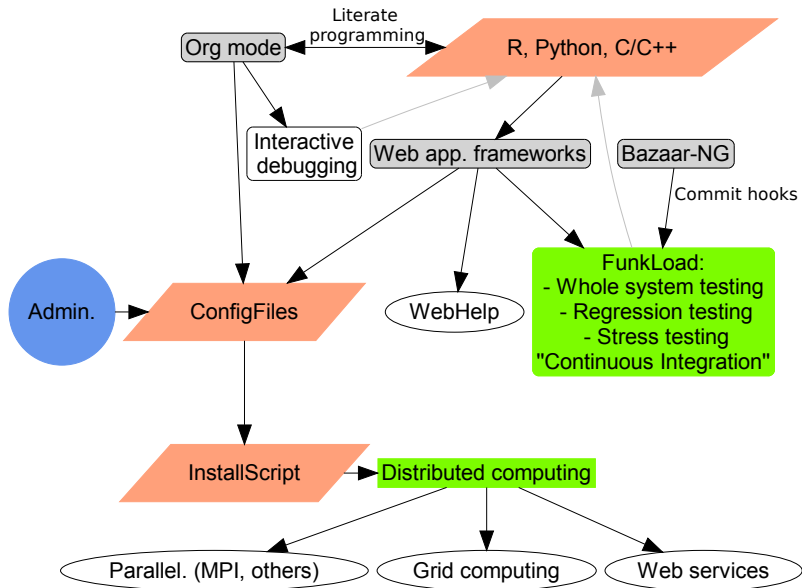 Literate
programming
Org mode
R, Python, C/C++
Interactive
debugging
Web app. frameworks
Bazaar-NG
Commit hooks
FunkLoad:
- Whole system testing
- Regression testing
- Stress testing
"Continuous Integration"
Admin.
ConfigFiles
WebHelp
InstallScript
Distributed computing
Parallel. (MPI, others)
Grid computing
Web services